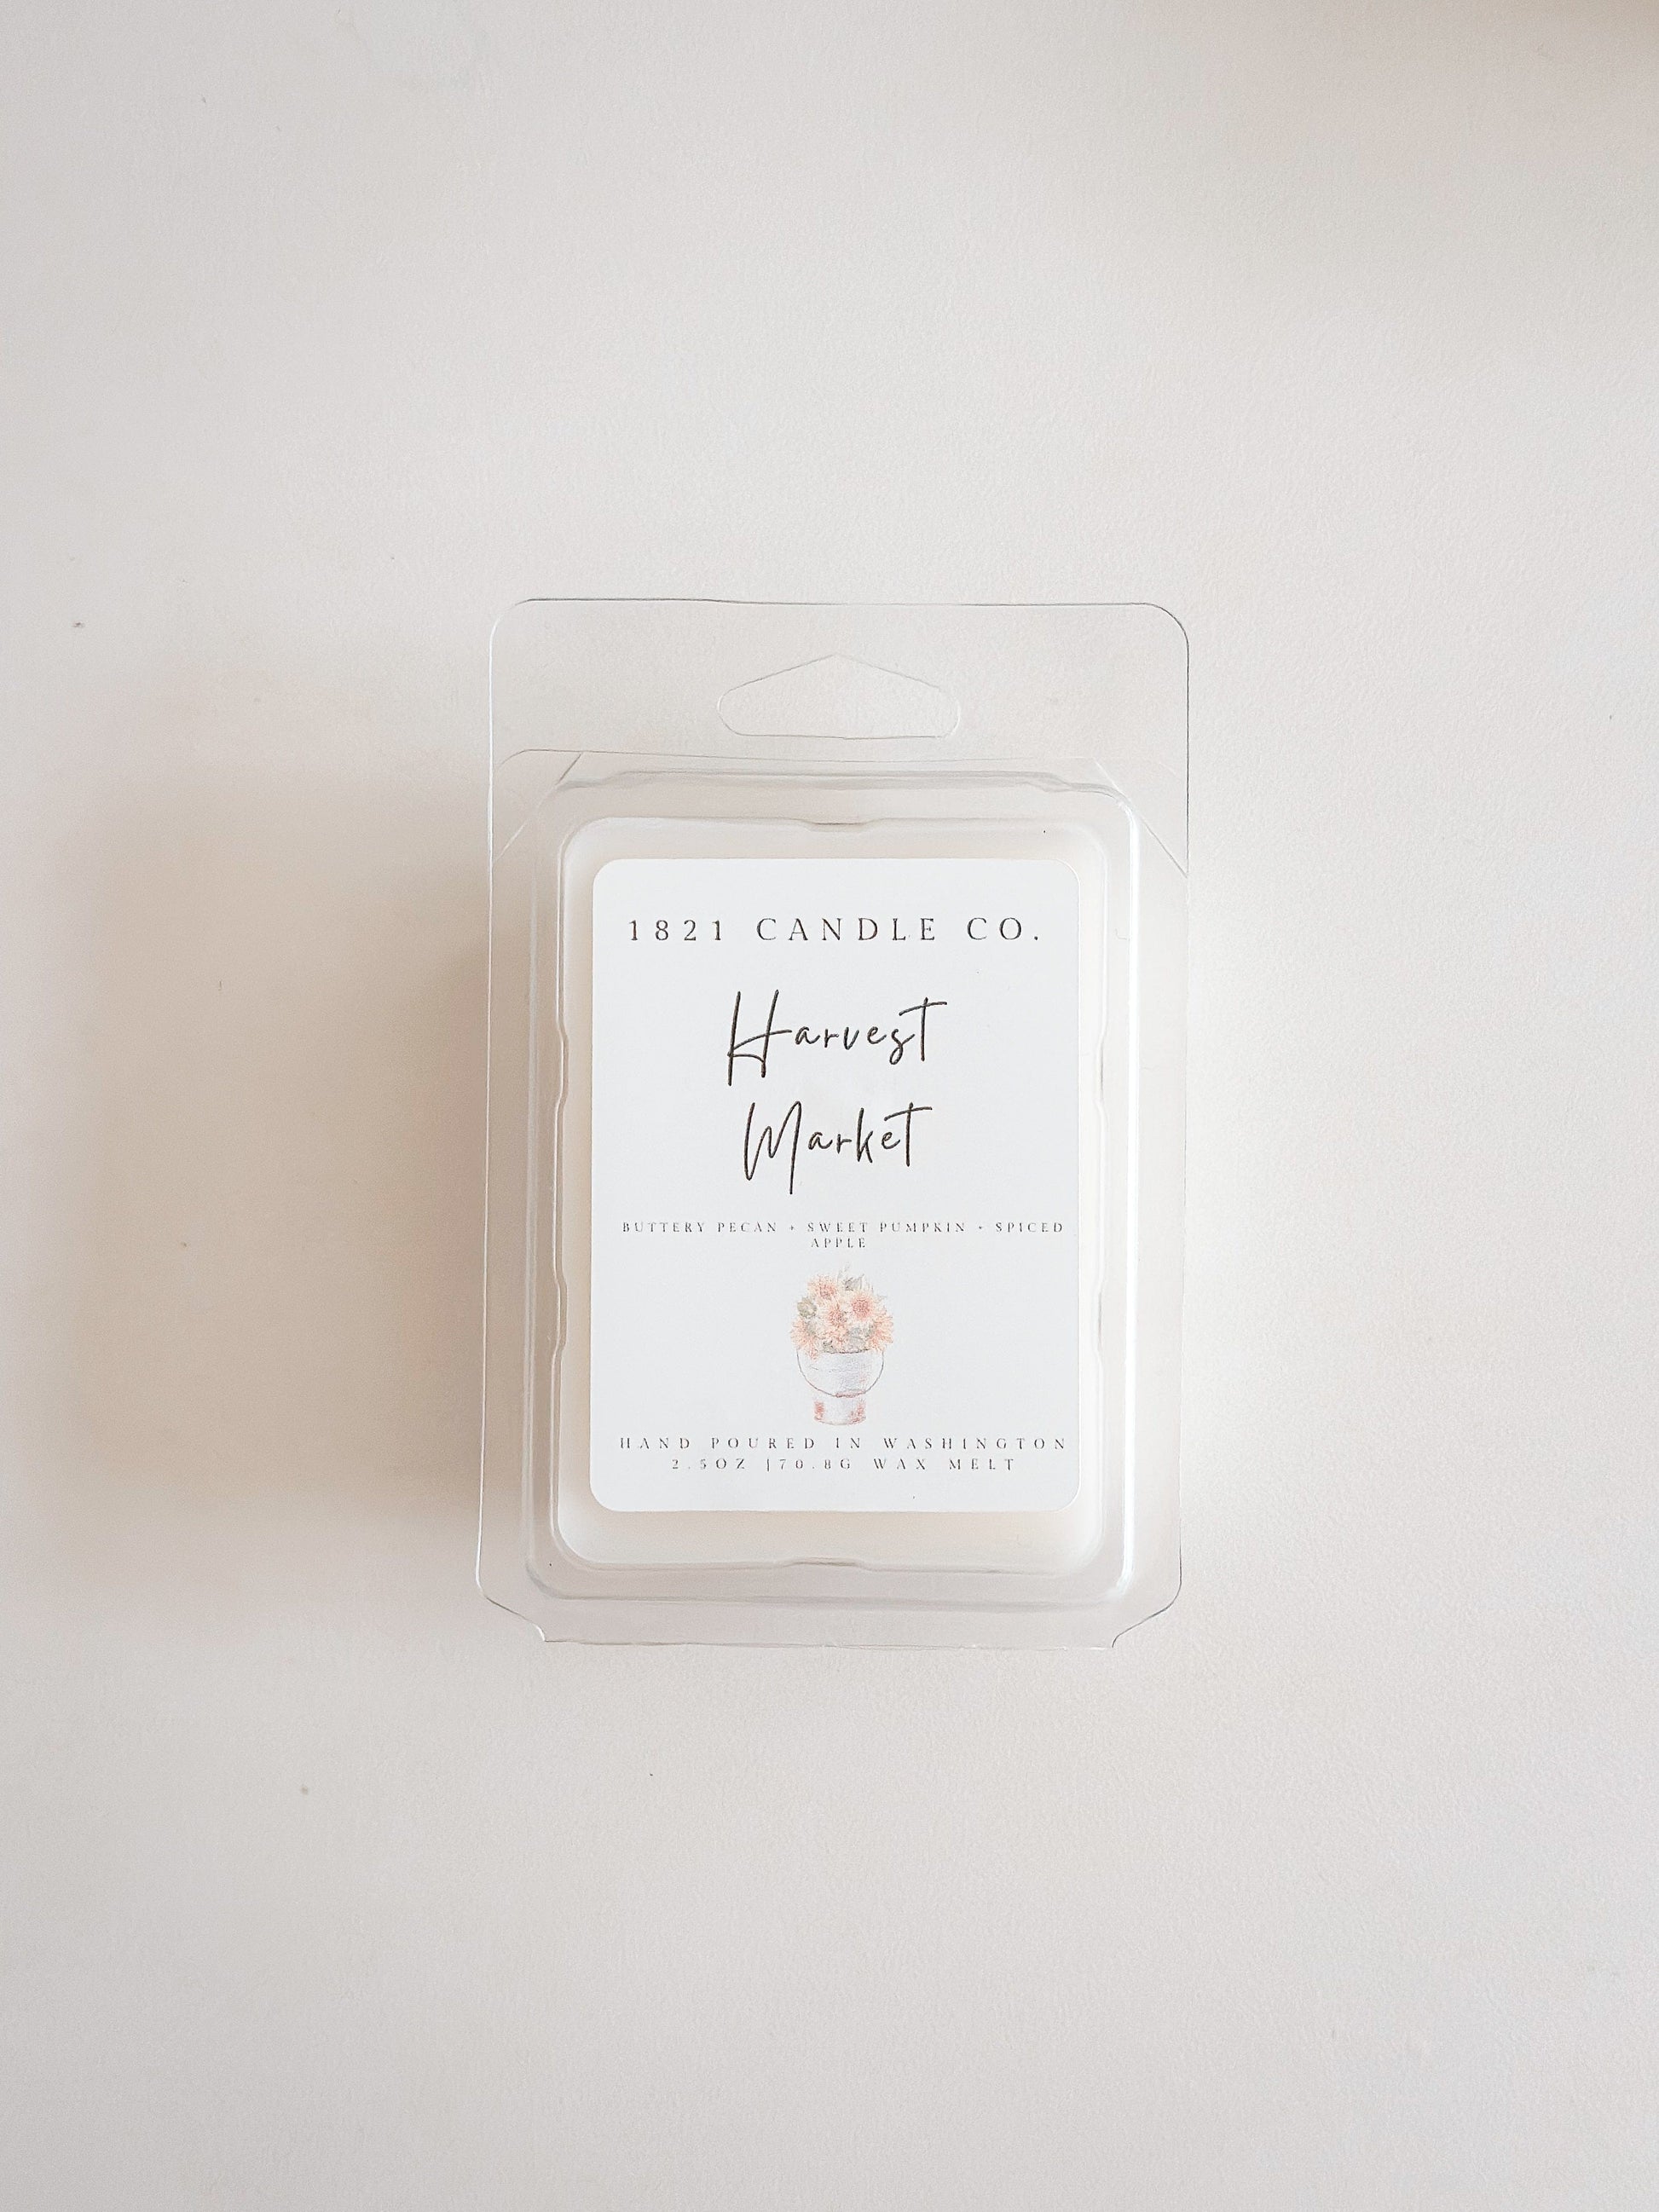 1821 CANDLE CO.
Harvest
Market
BUTTERY PECAN + SWEET PUMPKIN + SPICED
APPLE
HAND POURED IN WASHINGTON
2.5OZ |70.8G WAX MELT